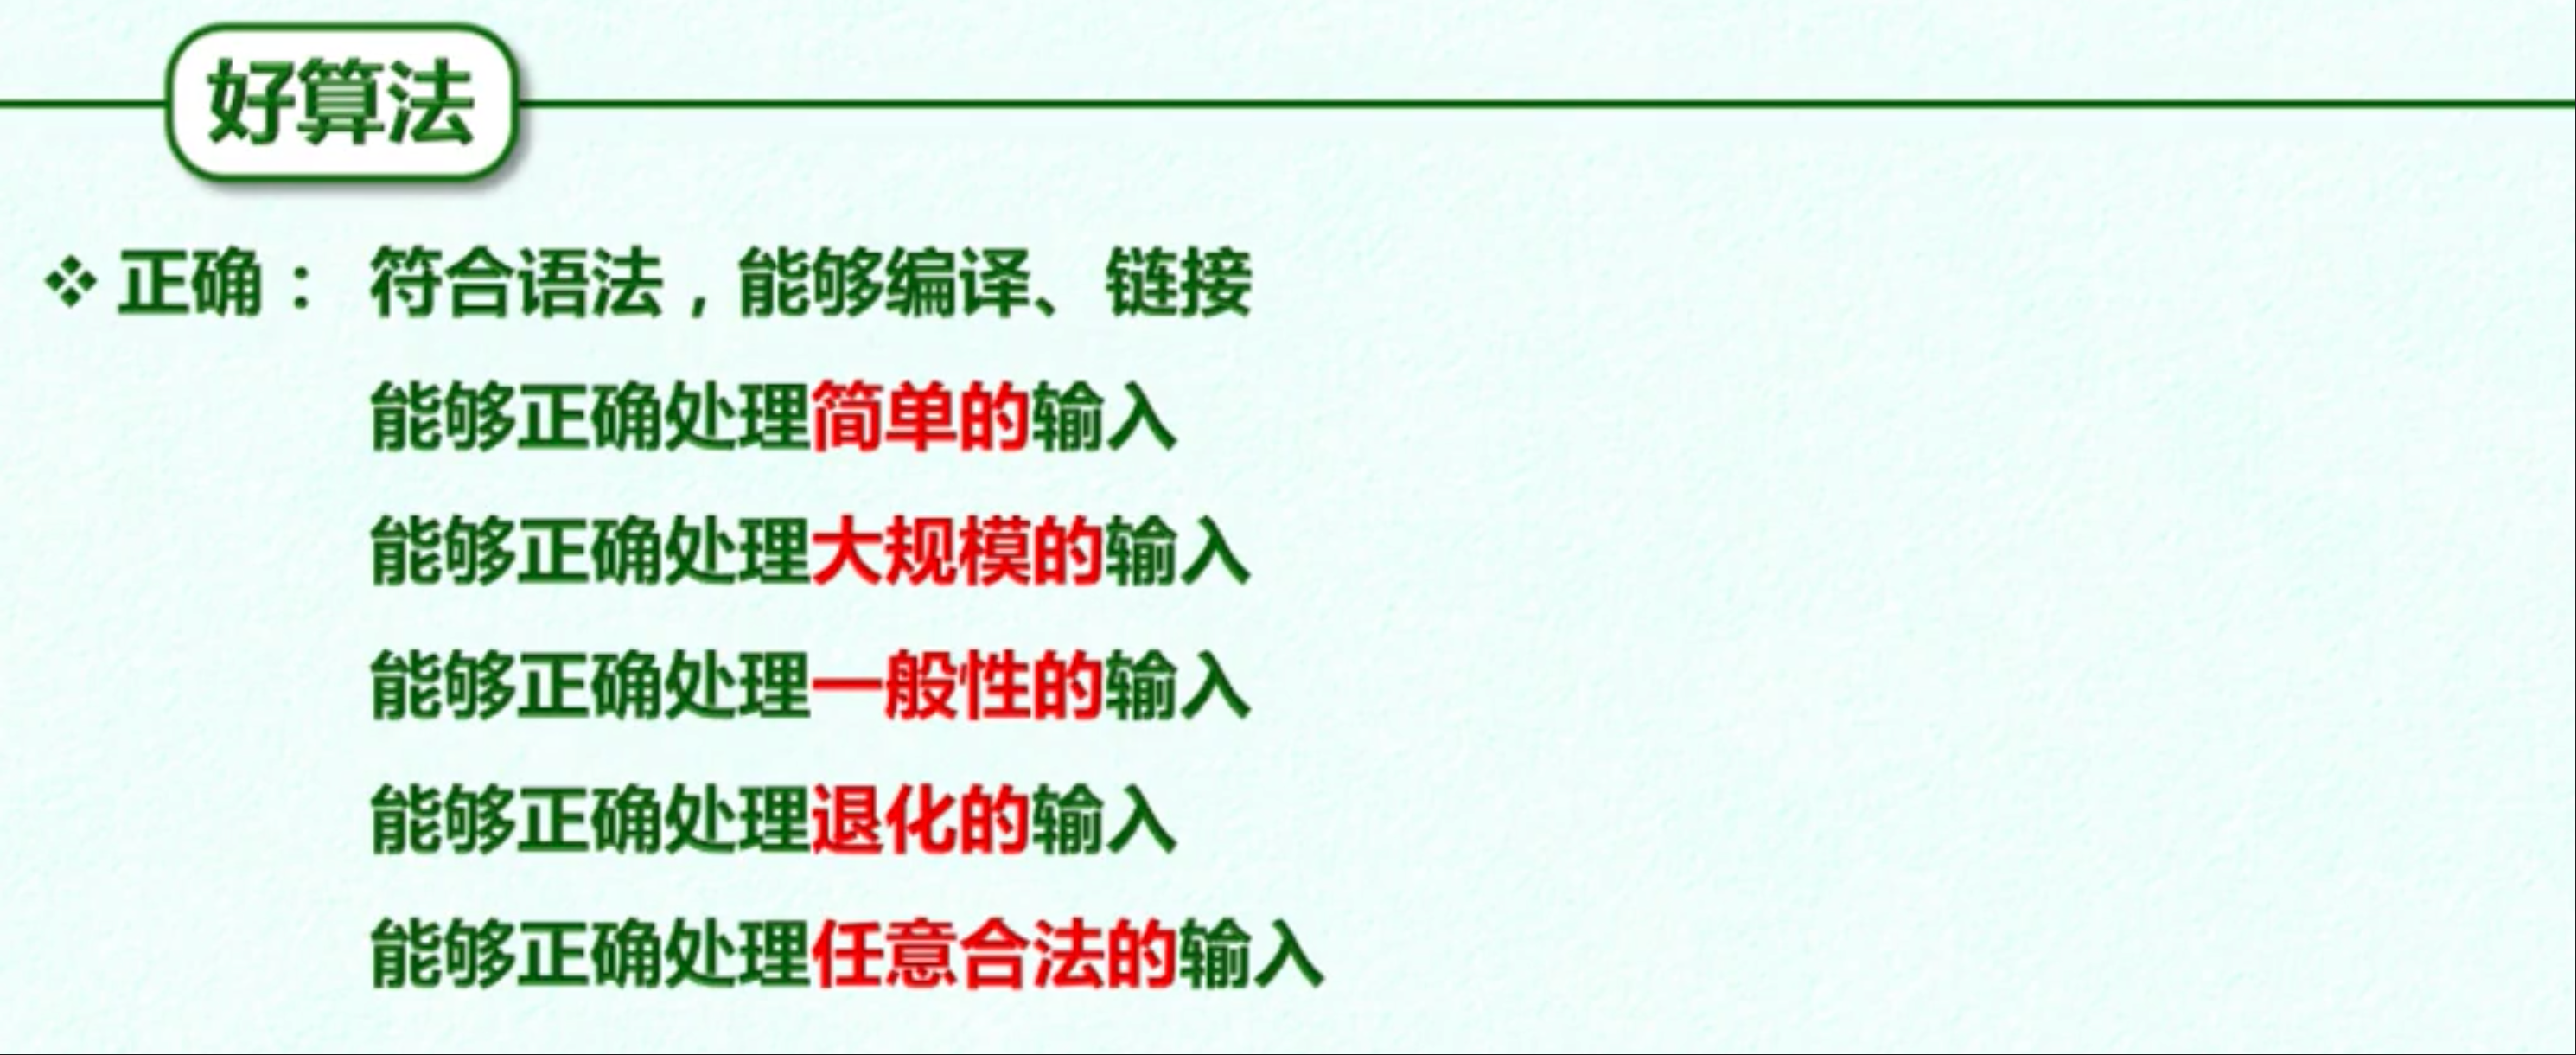 好算法
❖ 正确： 符合语法，能够编译、链接
能够正确处理简单的输入
能够正确处理大规模的输入
能够正确处理一般性的输入
能够正确处理退化的输入
能够正确处理任意合法的输入